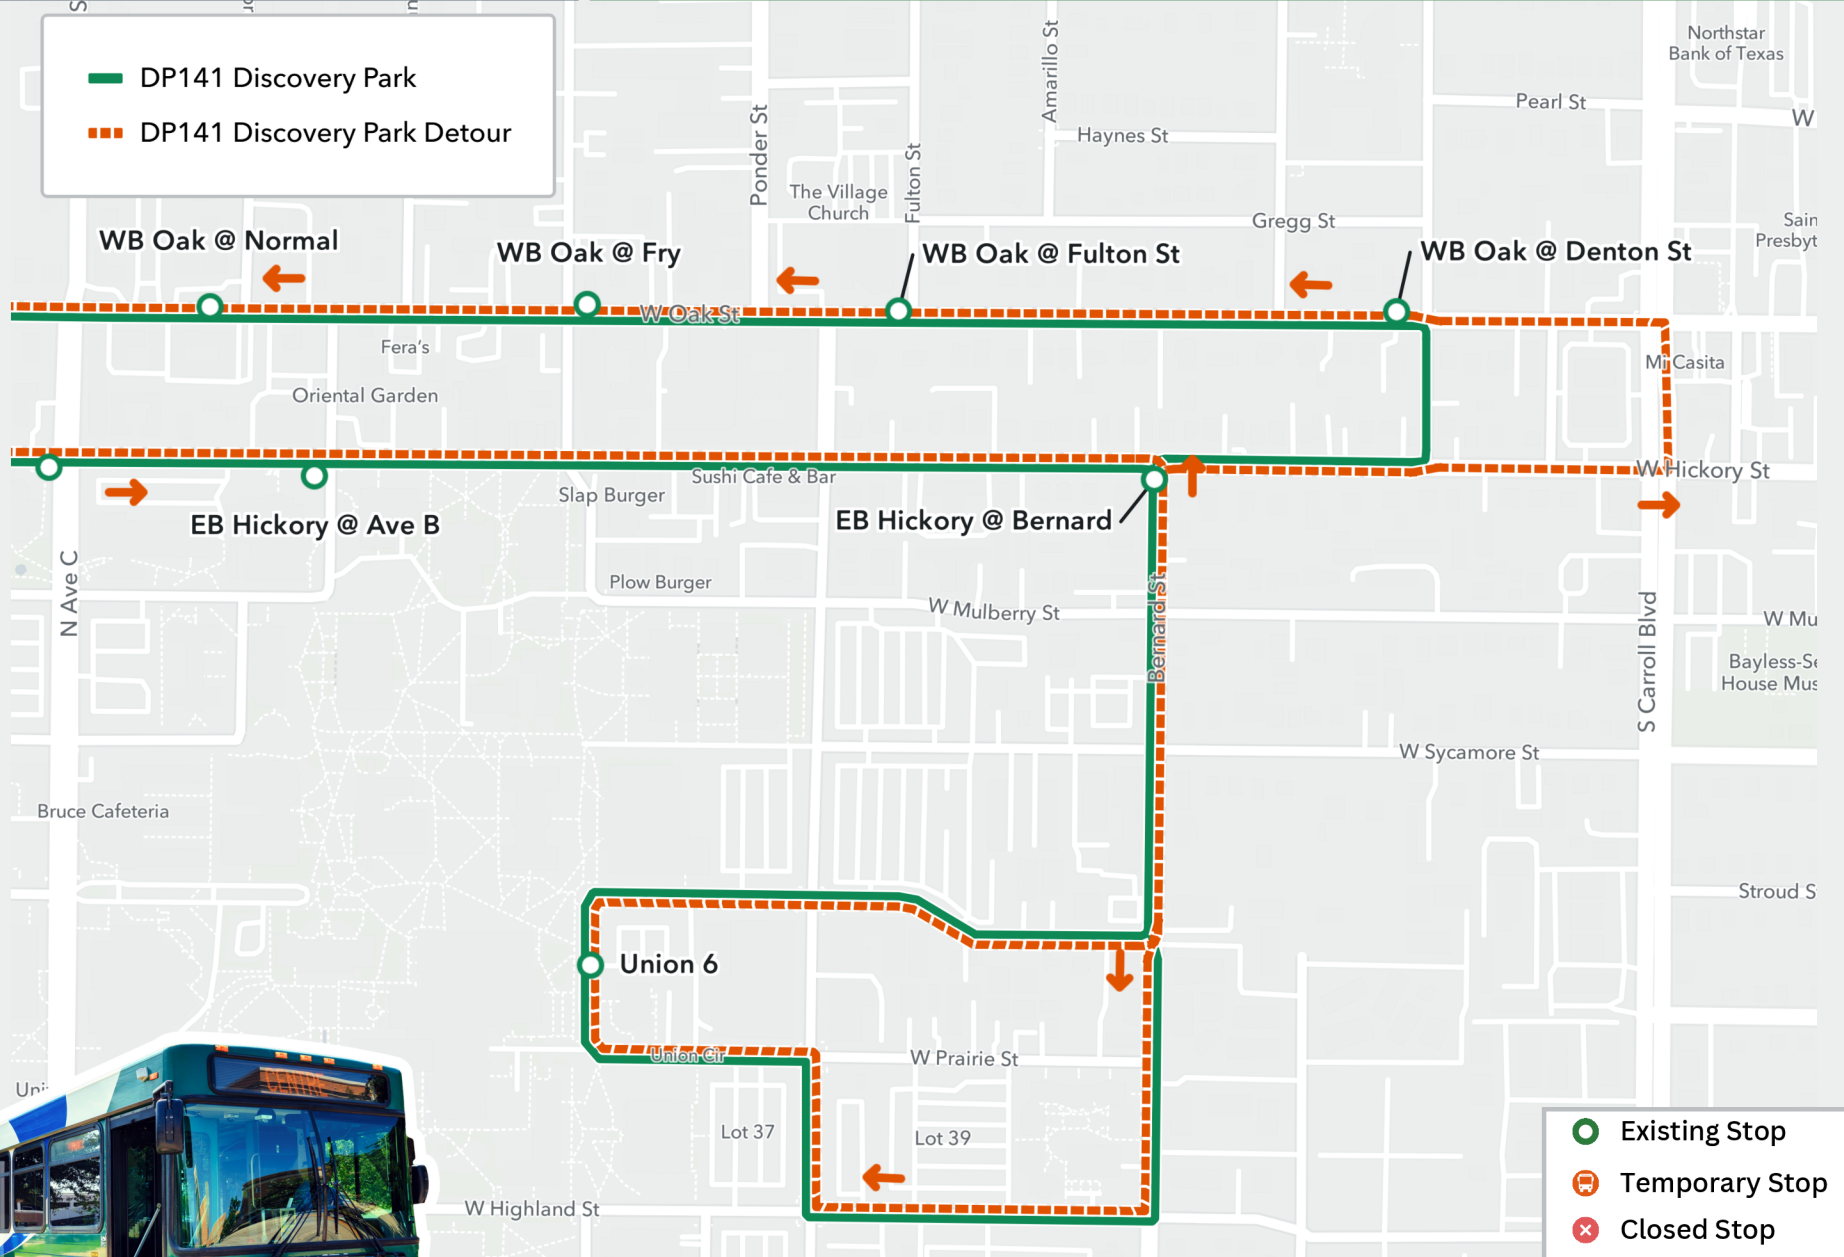 DP141 Discovery Park
DP141 Discovery Park Detour
Northstar
Bank of Texas
Pearl St
W
Amarillo St
Haynes St
Ponder St
Fulton St
The Village
Church
Gregg St
Sain
Presbyt
WB Oak @ Normal
WB Oak @ Fry
WB Oak @ Fulton St
WB Oak @ Denton St
W Oak St
Fera's
Mi Casita
Oriental Garden
W Hickory St
Sushi Cafe & Bar
Slap Burger
EB Hickory @ Ave B
EB Hickory @ Bernard
N Ave C
Plow Burger
W Mulberry St
Bernard St
S Carroll Blvd
W Mu
Bayless-Se
House Mus
W Sycamore St
Bruce Cafeteria
Stroud S
Union 6
Union Cir
W Prairie St
Uni
Lot 37
Lot 39
W Highland St
CENTRE
Existing Stop
Temporary Stop
Closed Stop